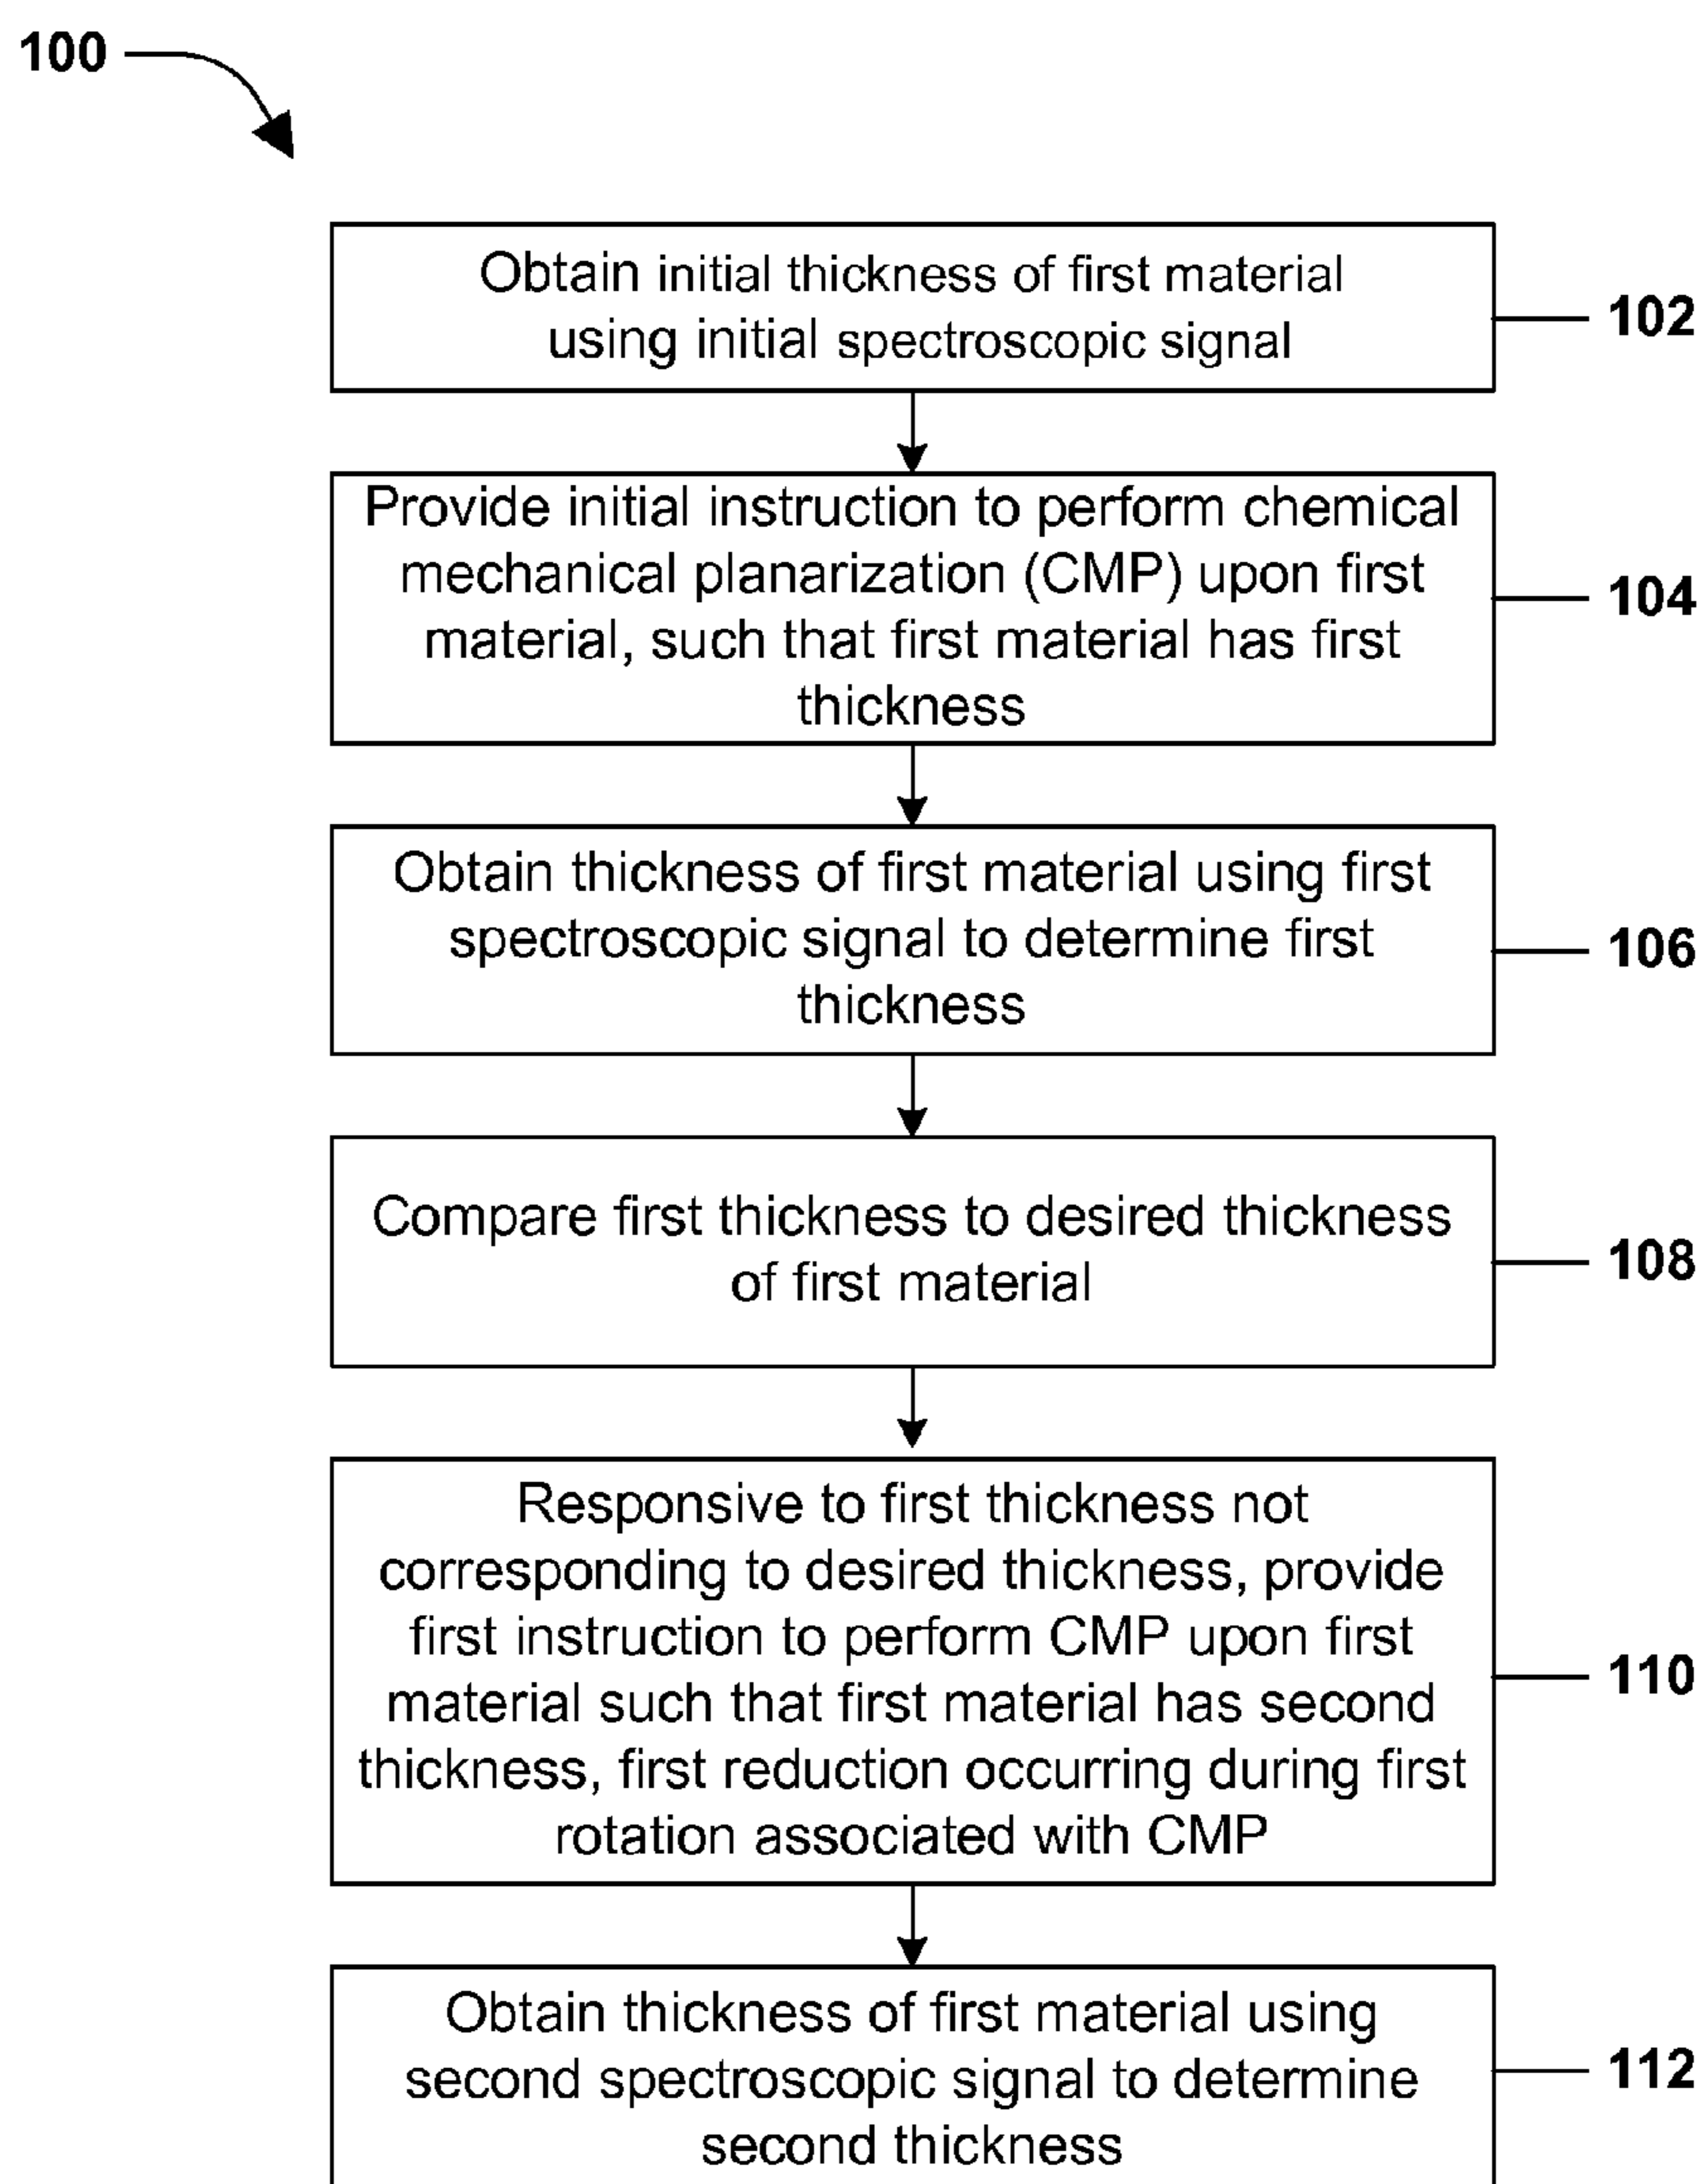 100
Obtain initial thickness of first material
using initial spectroscopic signal
102
Provide initial instruction to perform chemical
mechanical planarization (CMP) upon first
material, such that first material has first
thickness
104
Obtain thickness of first material using first
spectroscopic signal to determine first
thickness
106
Compare first thickness to desired thickness
of first material
108
Responsive to first thickness not
corresponding to desired thickness, provide
first instruction to perform CMP upon first
material such that first material has second
thickness, first reduction occurring during first
rotation associated with CMP
110
Obtain thickness of first material using
second spectroscopic signal to determine
second thickness
112